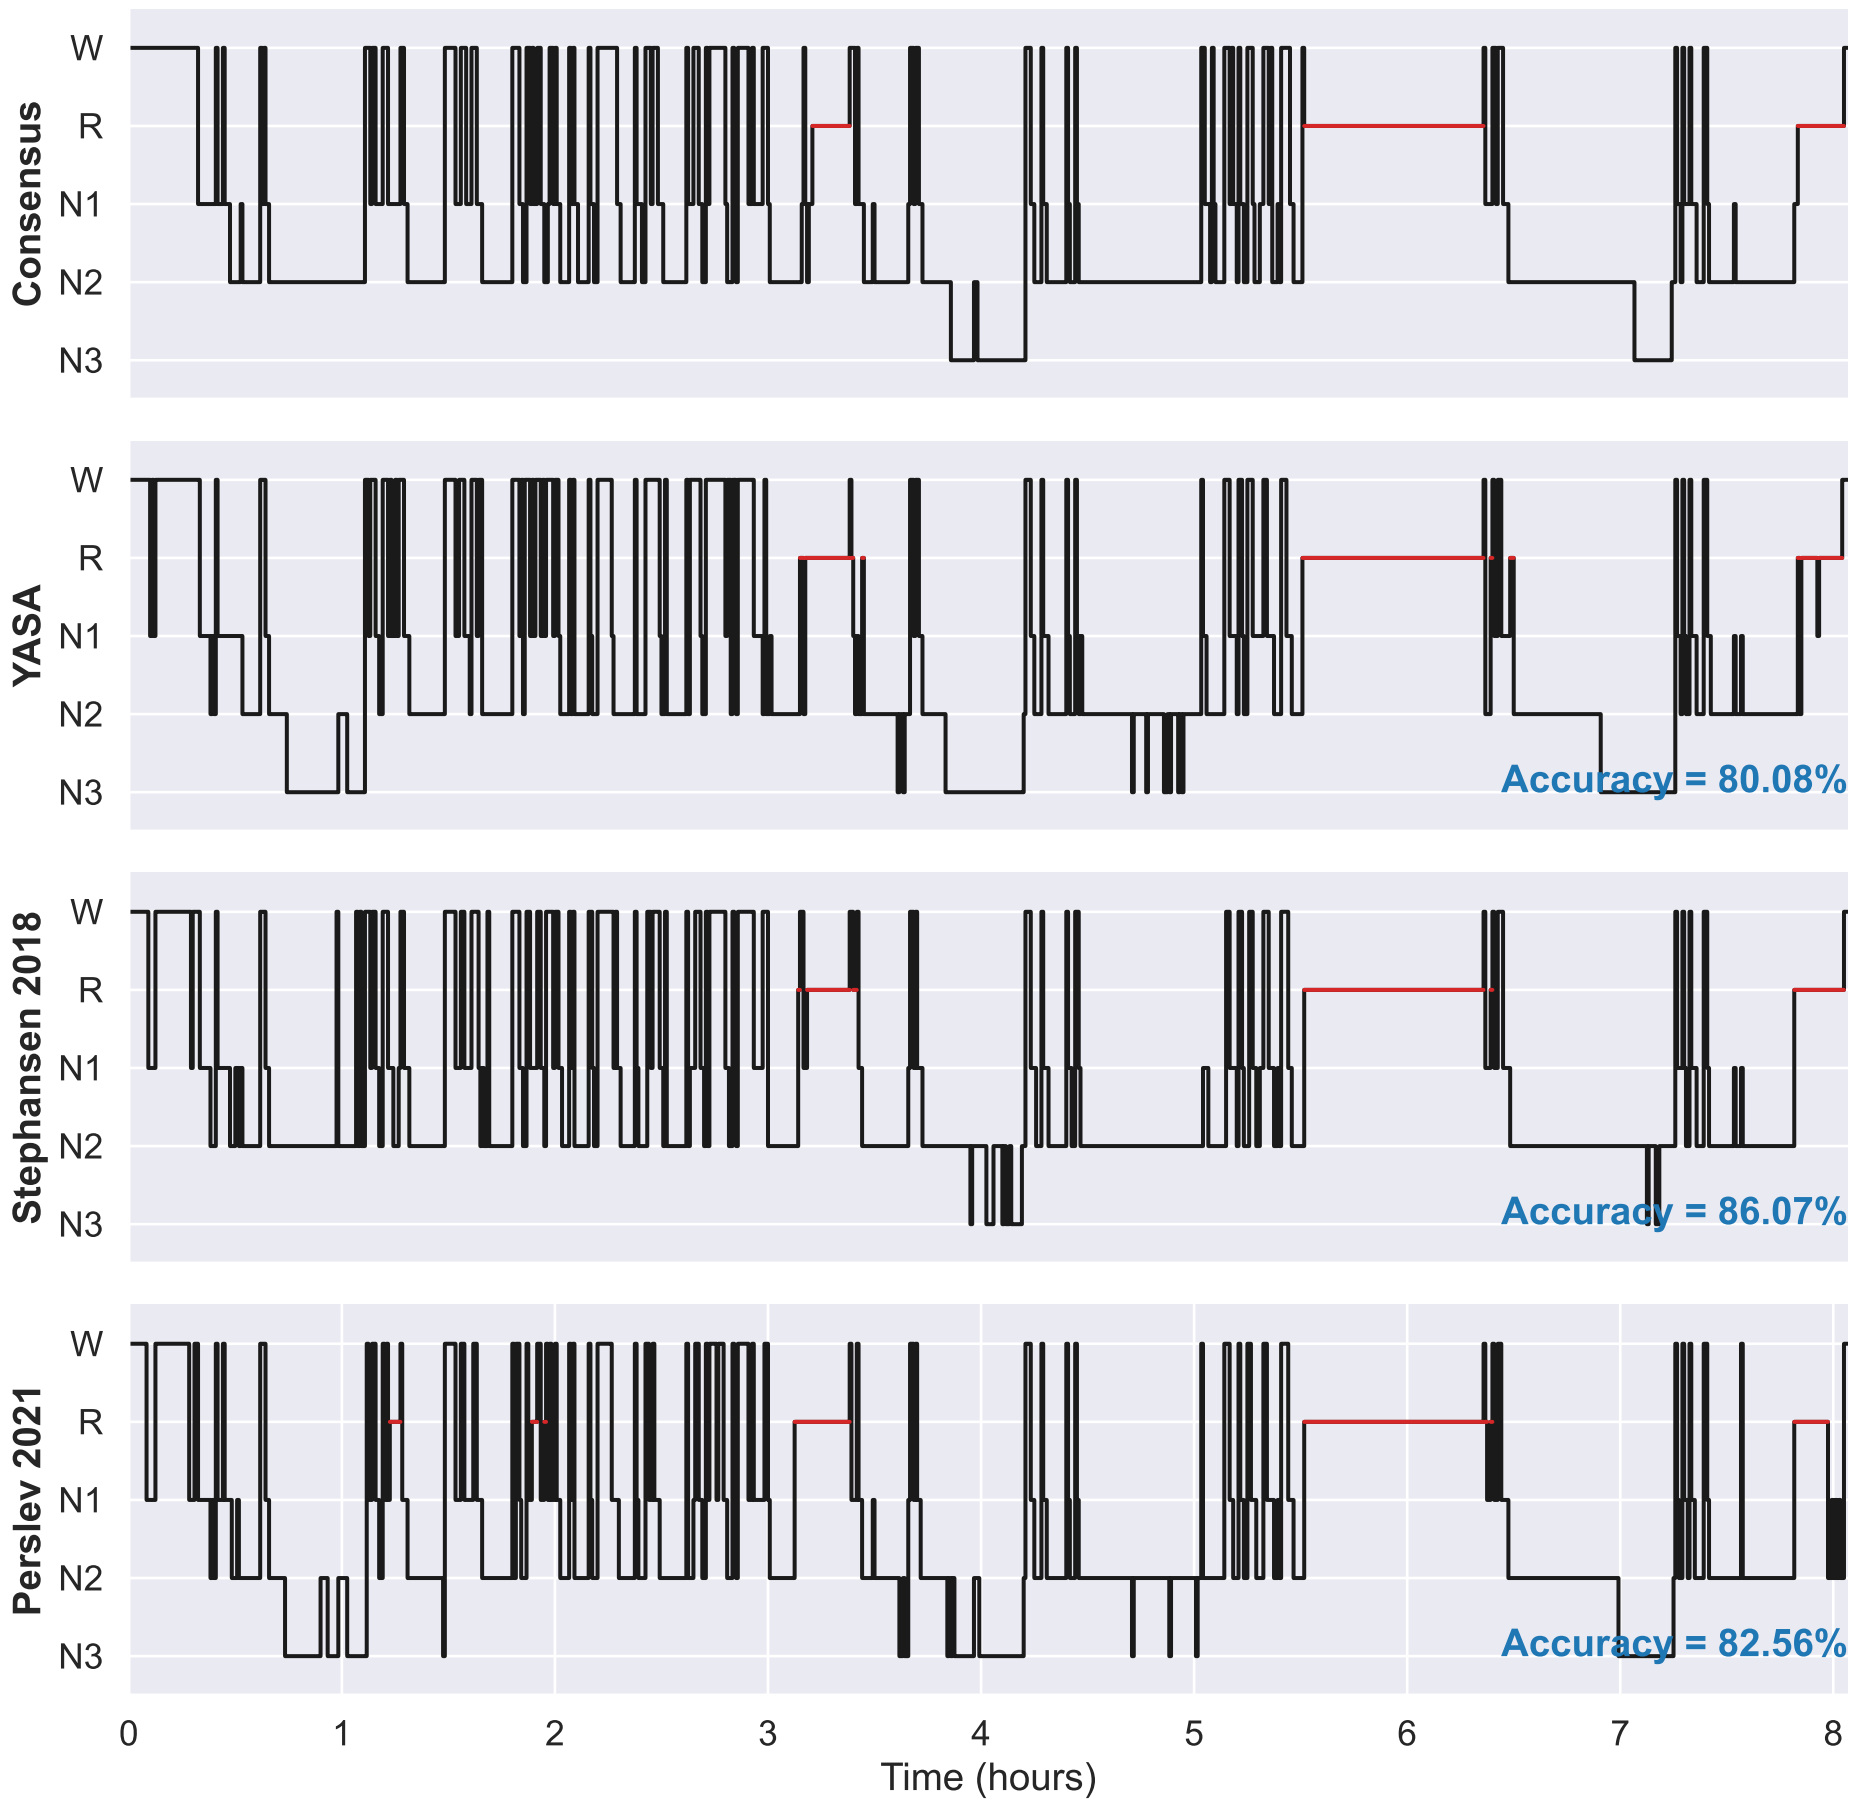 Consensus
W
R
N1
N2
N3
YASA
W
R
N1
N2
N3
Accuracy = 80.08%
Stephansen 2018
W
R
N1
N2
N3
Accuracy = 86.07%
Perslev 2021
W
R
N1
N2
N3
Accuracy = 82.56%
0 1 2 3 4 5 6 7 8
Time (hours)